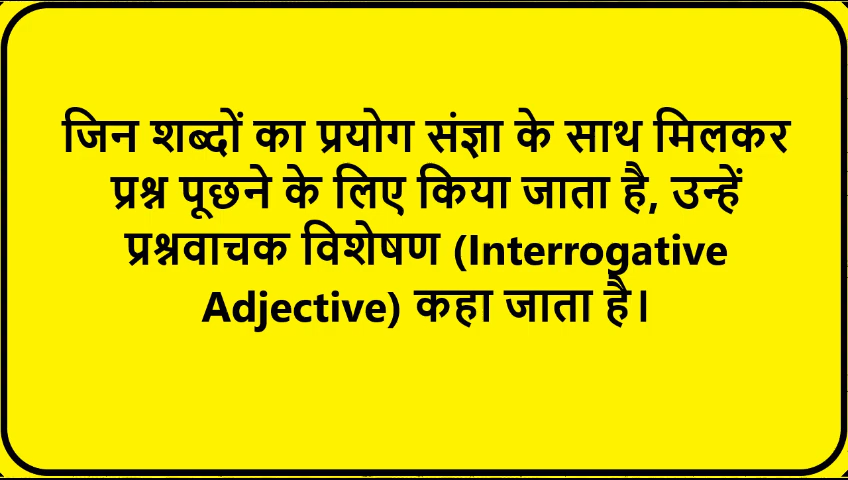 जिन शब्दों का प्रयोग संज्ञा के साथ मिलकर
प्रश्न पूछने के लिए किया जाता है, उन्हें
प्रश्नवाचक विशेषण (Interrogative
Adjective) कहा जाता है।